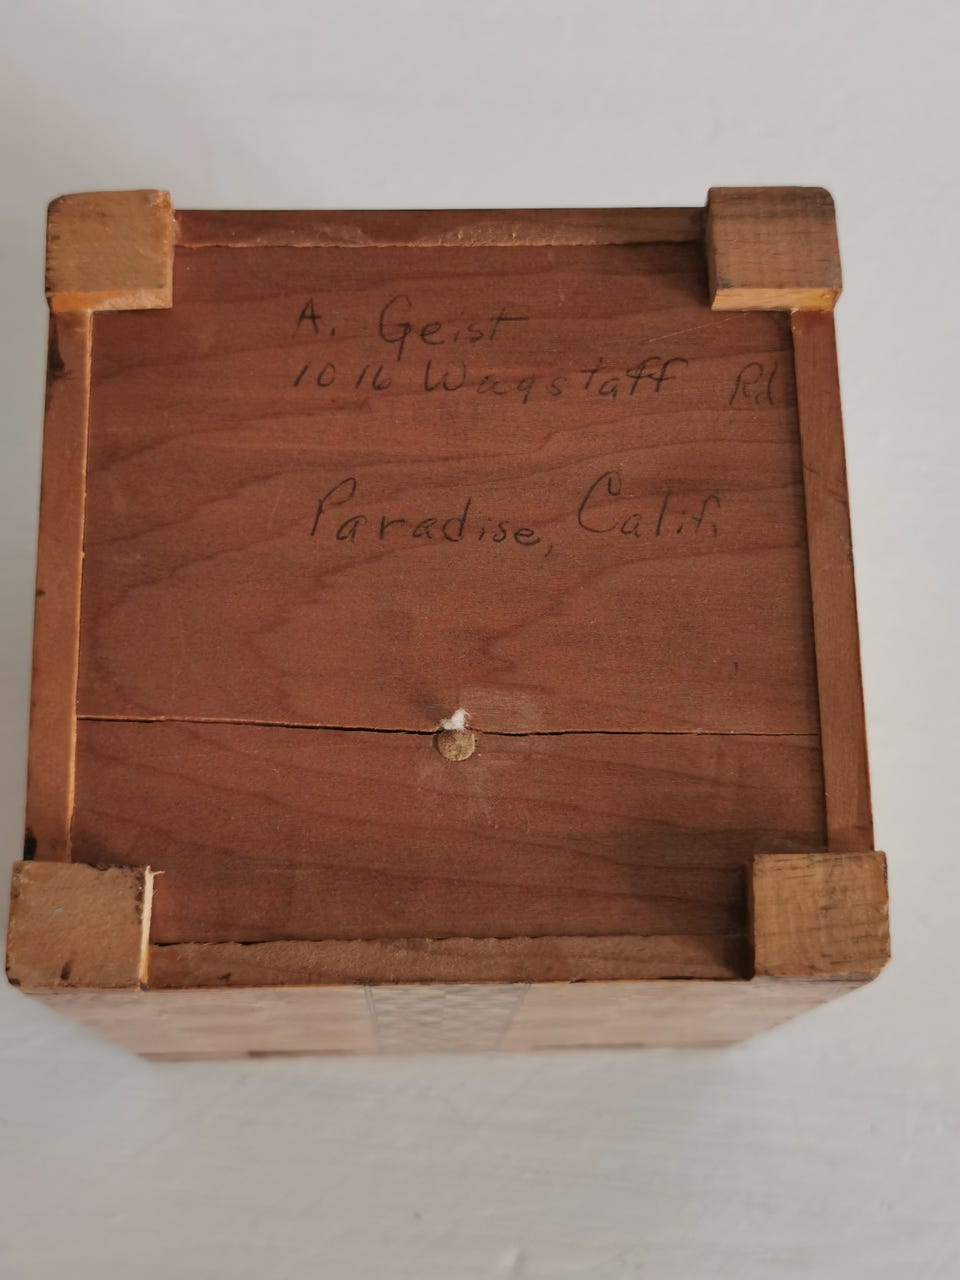 A. Geist
1016 Wagstaff Rd
Paradise, Calif.